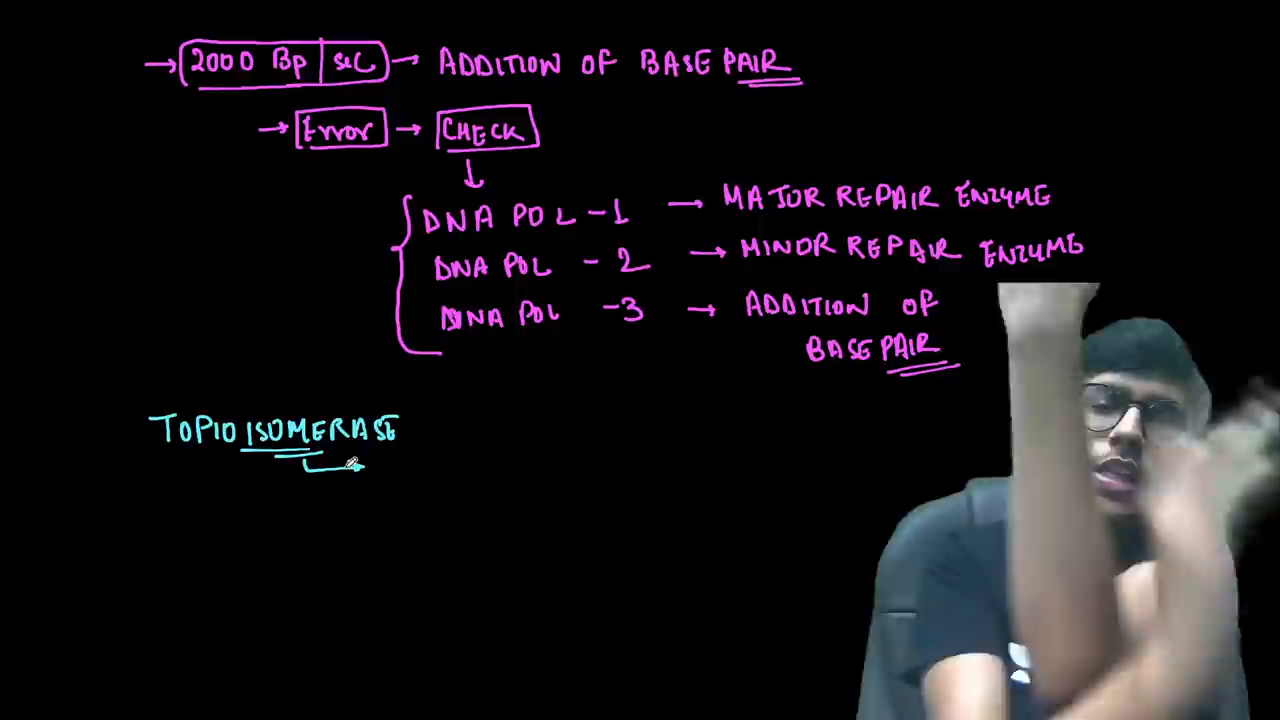 → 2000 Bp | sec → ADDITION OF BASE PAIR
→ Error → CHECK
↓
DNA POL - 1 → MAJOR REPAIR ENZYME
DNA POL - 2 → MINOR REPAIR ENZYME
DNA POL - 3 → ADDITION OF
BASE PAIR
TOPIOISOMERASE